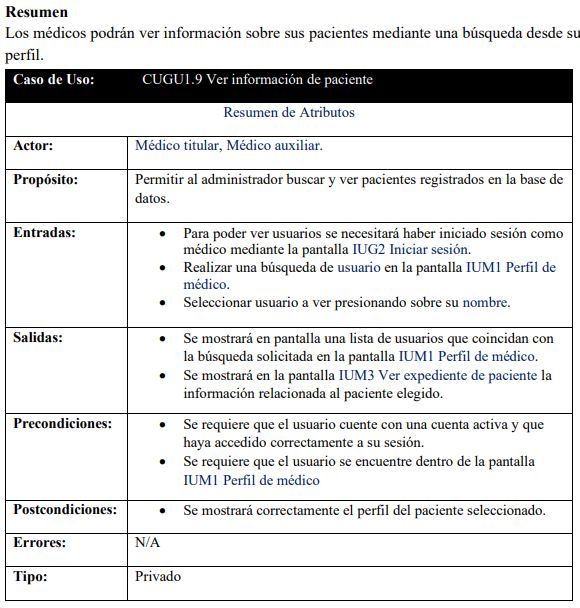 Resumen
Los médicos podrán ver información sobre sus pacientes mediante una búsqueda desde su
perfil.
Caso de Uso: CUGU1.9 Ver información de paciente
Resumen de Atributos
Actor: Médico titular, Médico auxiliar.
Propósito: Permitir al administrador buscar y ver pacientes registrados en la base de
datos.
Entradas: • Para poder ver usuarios se necesitará haber iniciado sesión como
médico mediante la pantalla IUG2 Iniciar sesión.
• Realizar una búsqueda de usuario en la pantalla IUM1 Perfil de
médico.
• Seleccionar usuario a ver presionando sobre su nombre.
Salidas: • Se mostrará en pantalla una lista de usuarios que coincidan con
la búsqueda solicitada en la pantalla IUM1 Perfil de médico.
• Se mostrará en la pantalla IUM3 Ver expediente de paciente la
información relacionada al paciente elegido.
Precondiciones: • Se requiere que el usuario cuente con una cuenta activa y que
haya accedido correctamente a su sesión.
• Se requiere que el usuario se encuentre dentro de la pantalla
IUM1 Perfil de médico
Postcondiciones: • Se mostrará correctamente el perfil del paciente seleccionado.
Errores: N/A
Tipo: Privado